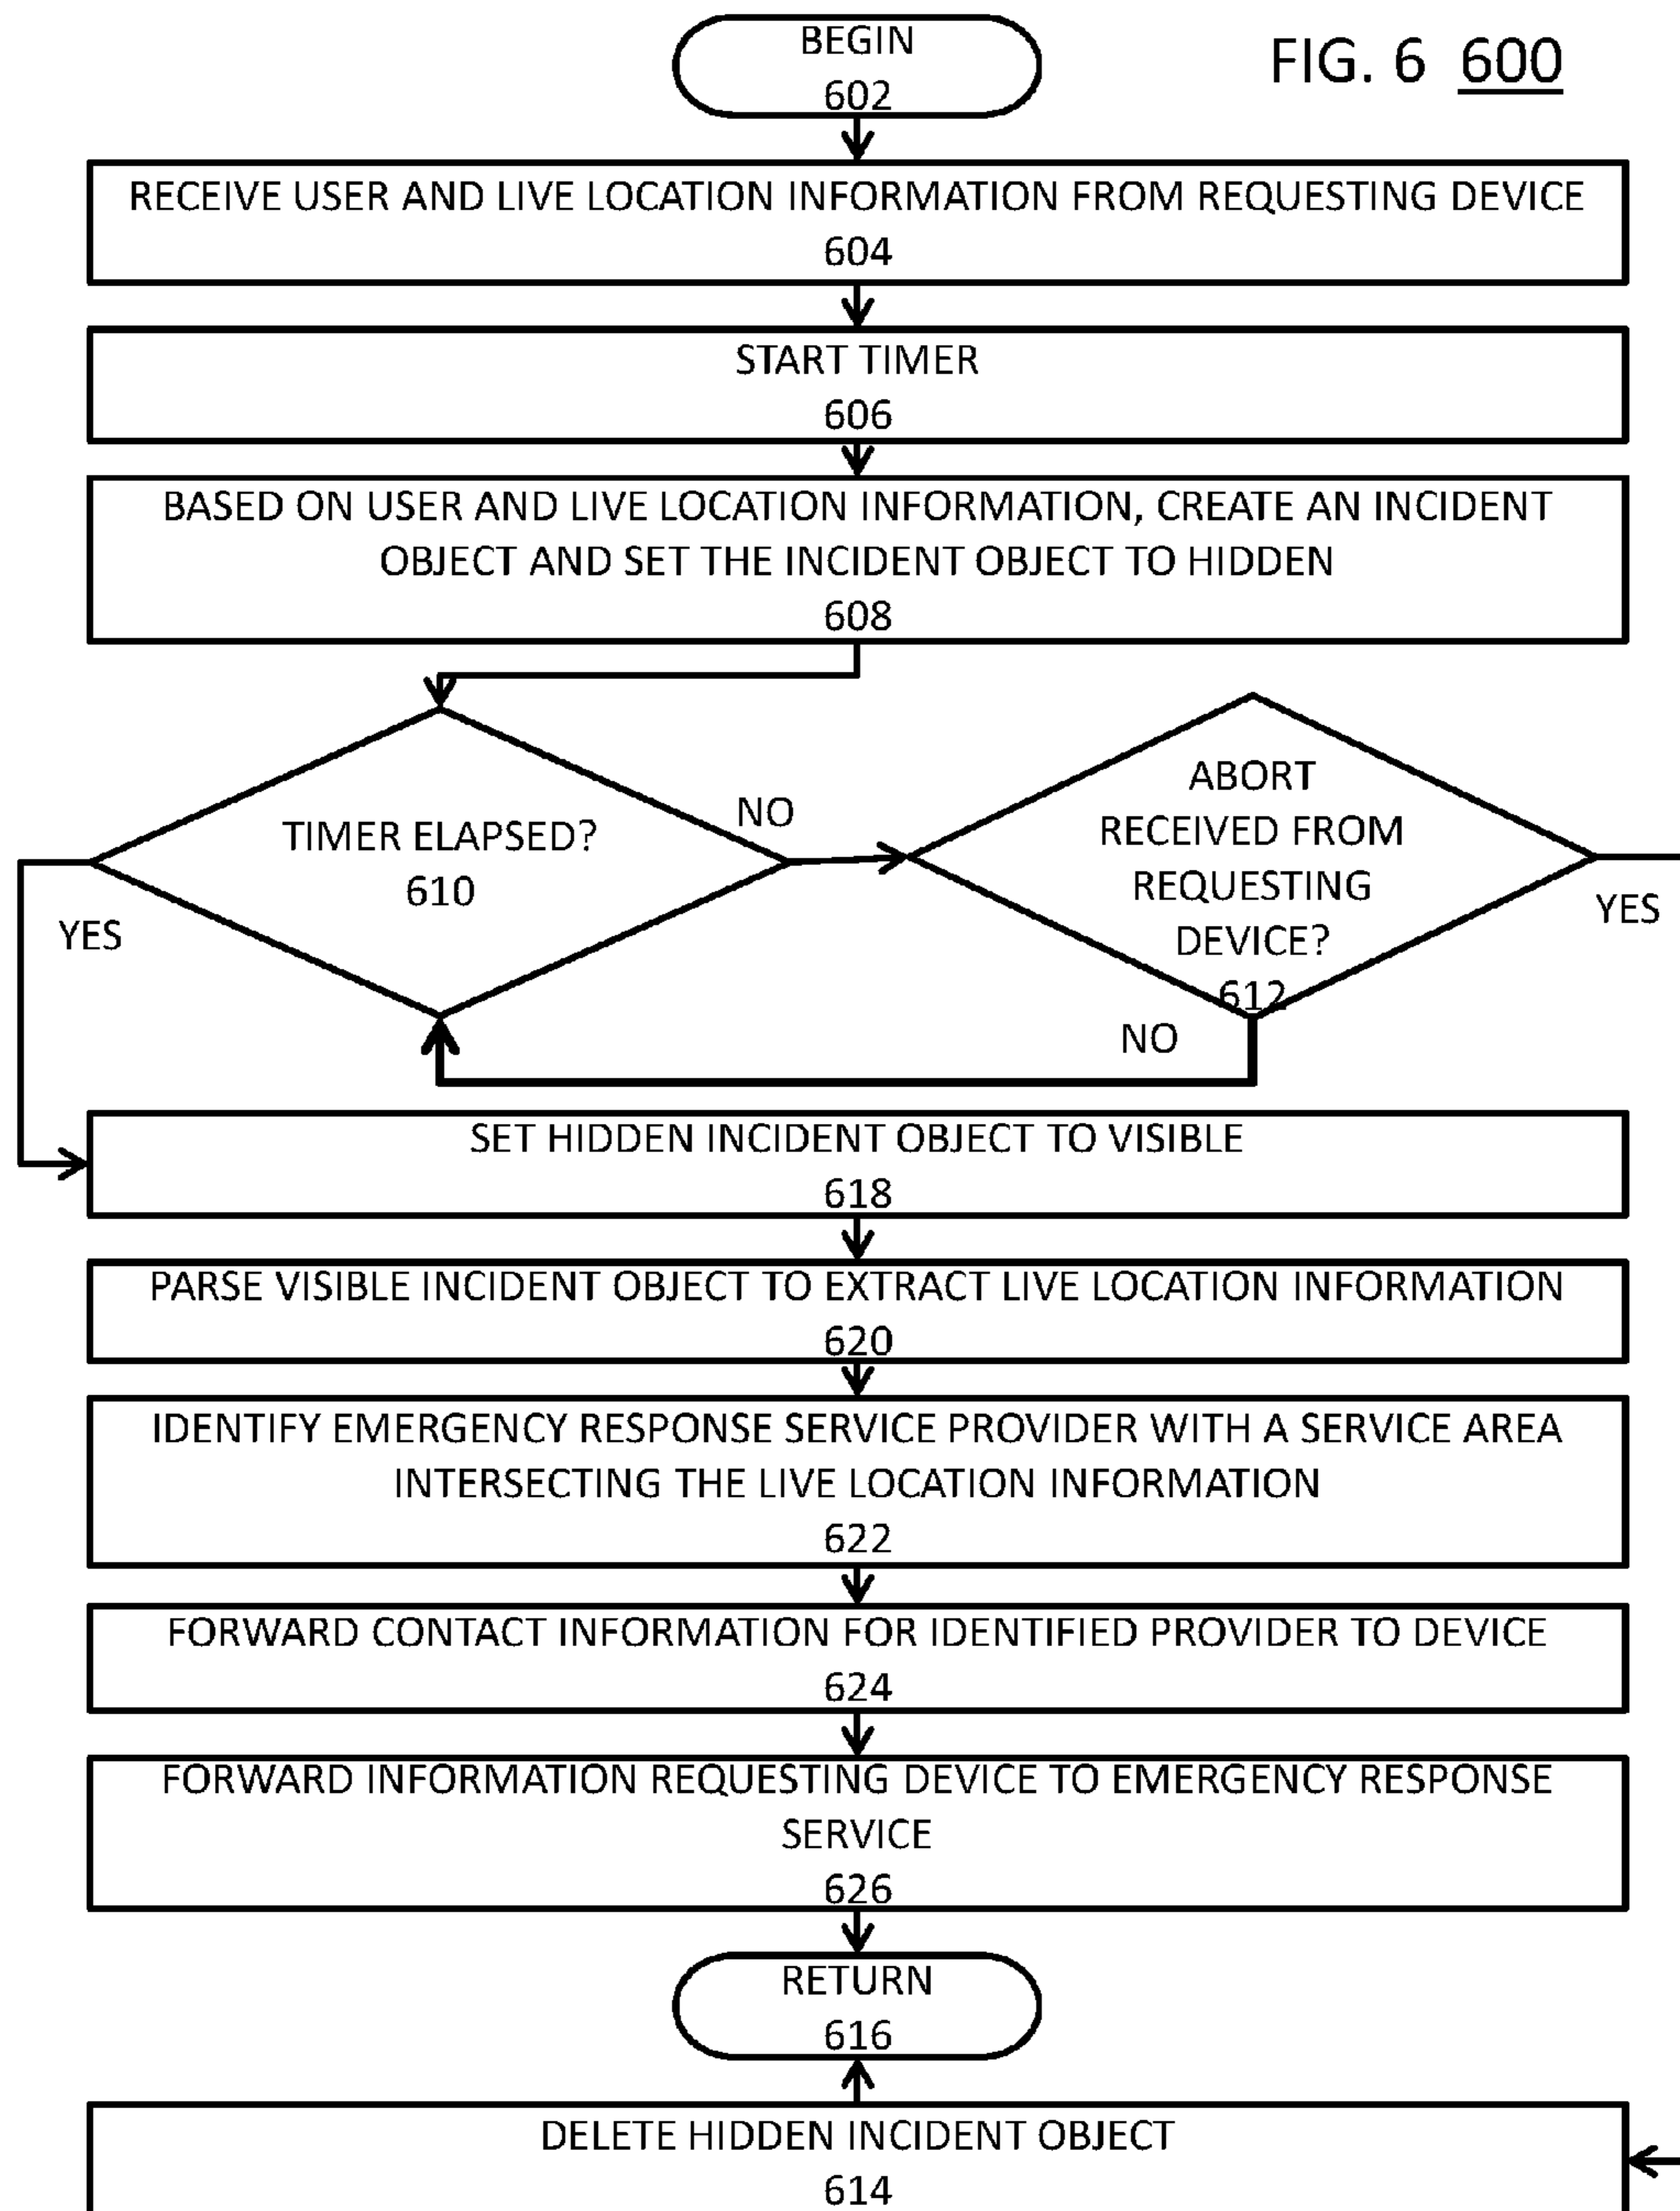 FIG. 6 600
BEGIN
602
RECEIVE USER AND LIVE LOCATION INFORMATION FROM REQUESTING DEVICE
604
START TIMER
606
BASED ON USER AND LIVE LOCATION INFORMATION, CREATE AN INCIDENT
OBJECT AND SET THE INCIDENT OBJECT TO HIDDEN
608
TIMER ELAPSED?
610
YES
NO
ABORT
RECEIVED FROM
REQUESTING
DEVICE?
612
YES
NO
SET HIDDEN INCIDENT OBJECT TO VISIBLE
618
PARSE VISIBLE INCIDENT OBJECT TO EXTRACT LIVE LOCATION INFORMATION
620
IDENTIFY EMERGENCY RESPONSE SERVICE PROVIDER WITH A SERVICE AREA
INTERSECTING THE LIVE LOCATION INFORMATION
622
FORWARD CONTACT INFORMATION FOR IDENTIFIED PROVIDER TO DEVICE
624
FORWARD INFORMATION REQUESTING DEVICE TO EMERGENCY RESPONSE
SERVICE
626
RETURN
616
DELETE HIDDEN INCIDENT OBJECT
614